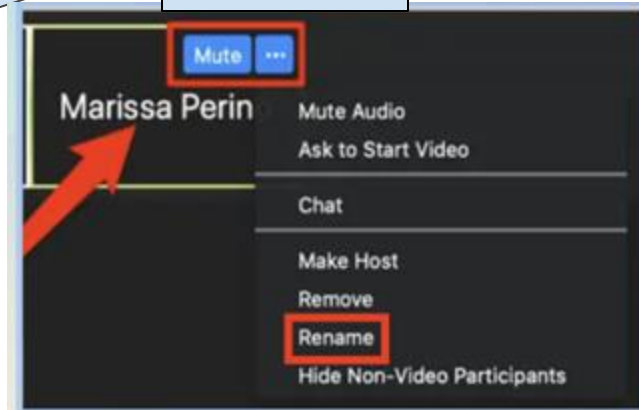 Mute ...
Marissa Perin
Mute Audio
Ask to Start Video
Chat
Make Host
Remove
Rename
Hide Non-Video Participants